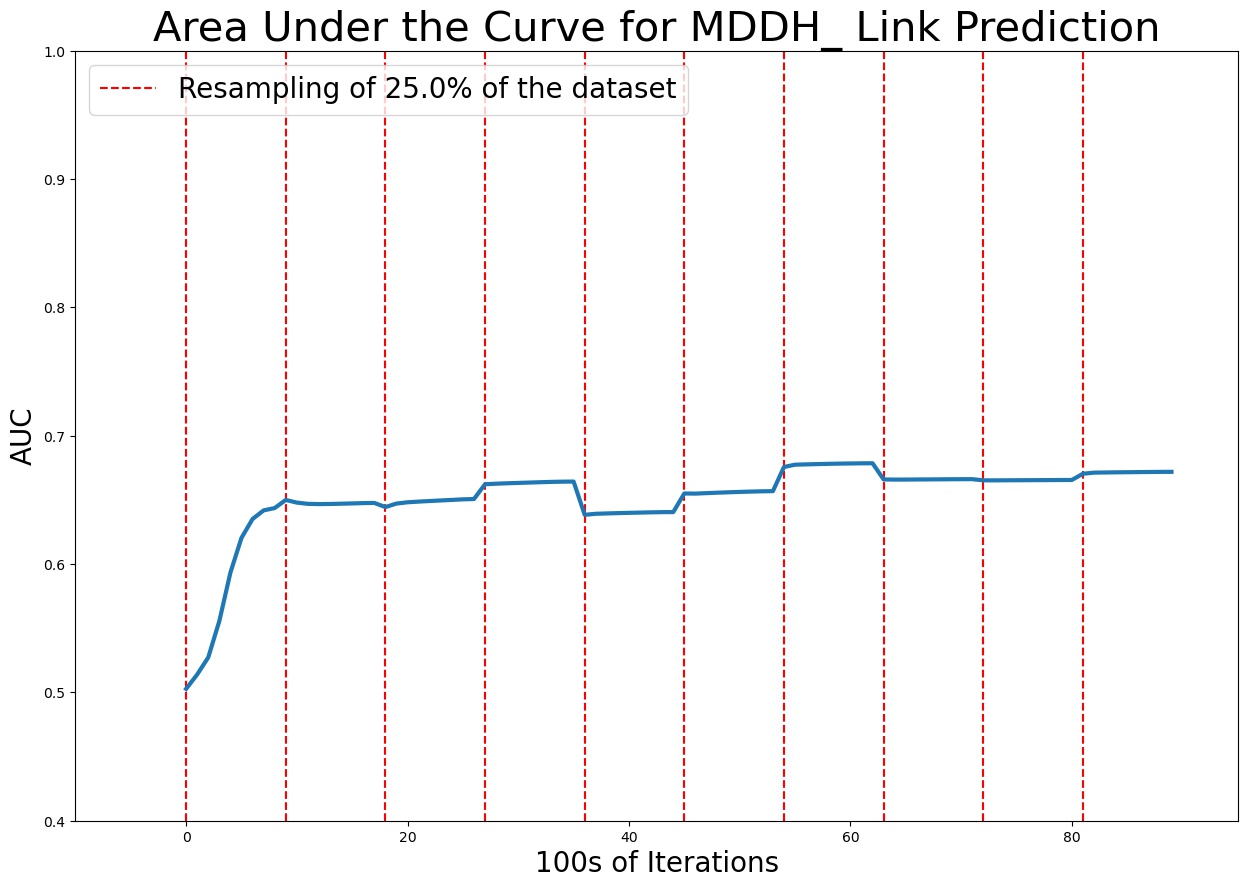 Area Under the Curve for MDDH_ Link Prediction
Resampling of 25.0% of the dataset
1.0
0.9
0.8
0.7
0.6
0.5
0.4
AUC
0 20 40 60 80
100s of Iterations